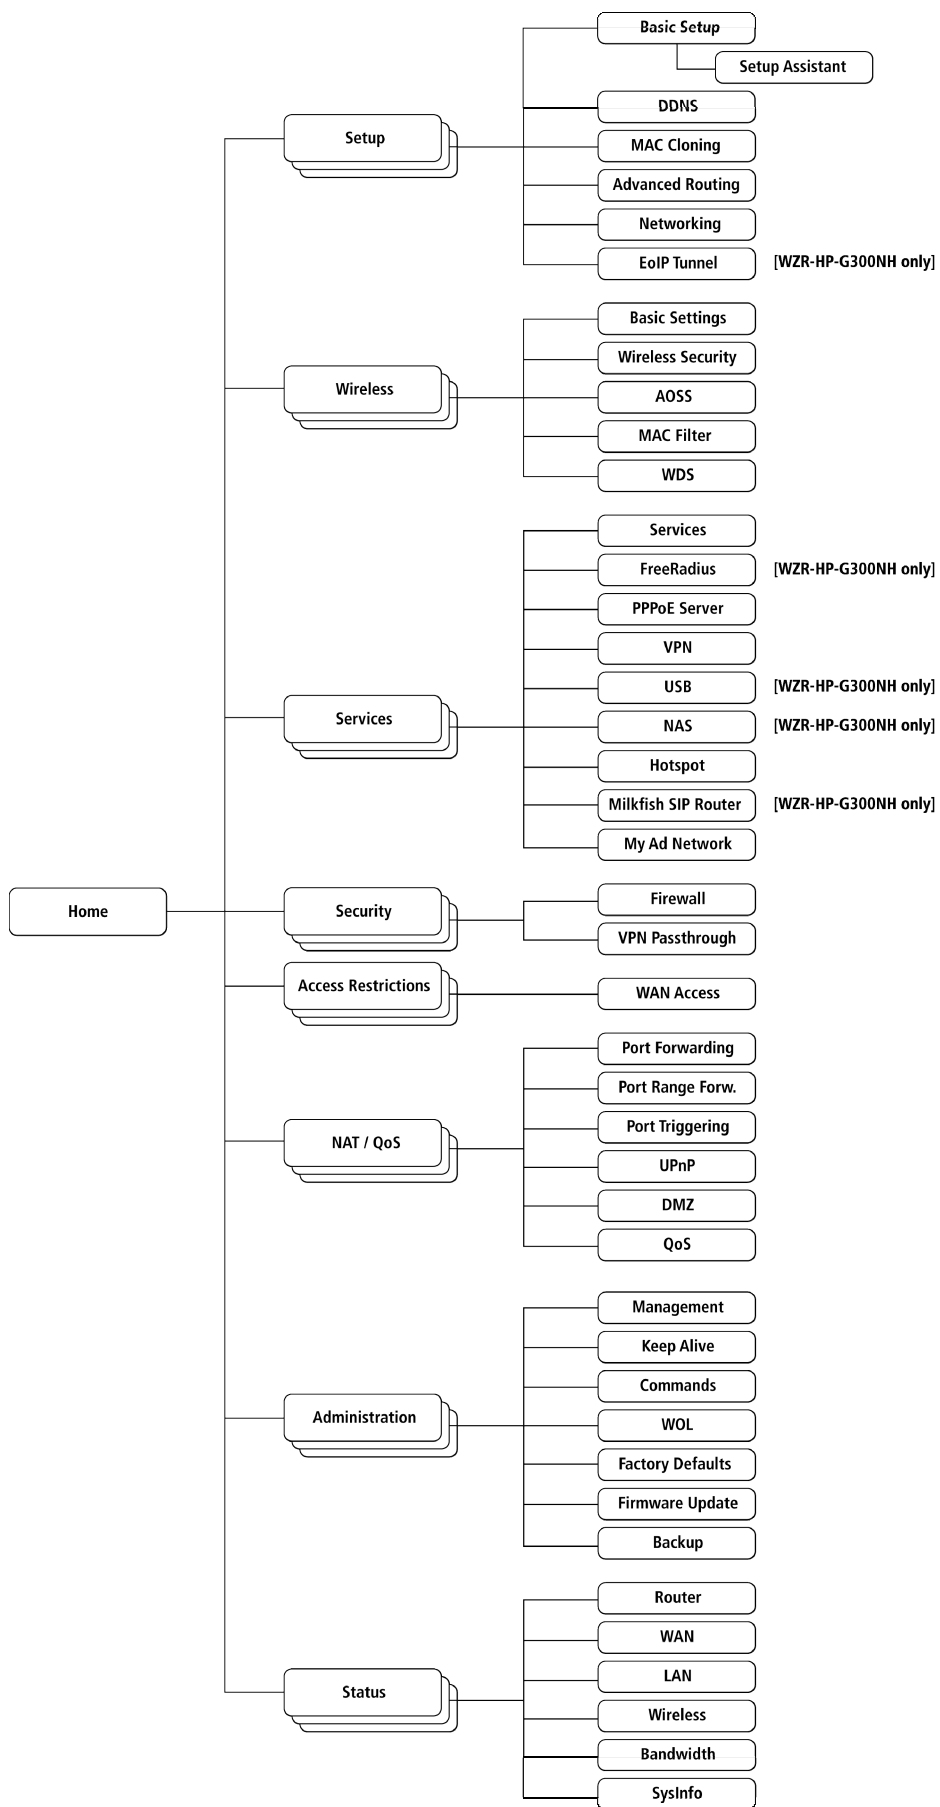 Basic Setup
Setup Assistant
DDNS
Setup
MAC Cloning
Advanced Routing
Networking
EoIP Tunnel [WZR-HP-G300NH only]
Basic Settings
Wireless Security
Wireless
AOSS
MAC Filter
WDS
Services
FreeRadius [WZR-HP-G300NH only]
PPPoE Server
VPN
USB [WZR-HP-G300NH only]
Services
NAS [WZR-HP-G300NH only]
Hotspot
Milkfish SIP Router [WZR-HP-G300NH only]
My Ad Network
Home
Security
Firewall
VPN Passthrough
Access Restrictions
WAN Access
Port Forwarding
Port Range Forw.
Port Triggering
NAT / QoS
UPnP
DMZ
QoS
Management
Keep Alive
Commands
Administration
WOL
Factory Defaults
Firmware Update
Backup
Router
WAN
LAN
Status
Wireless
Bandwidth
SysInfo